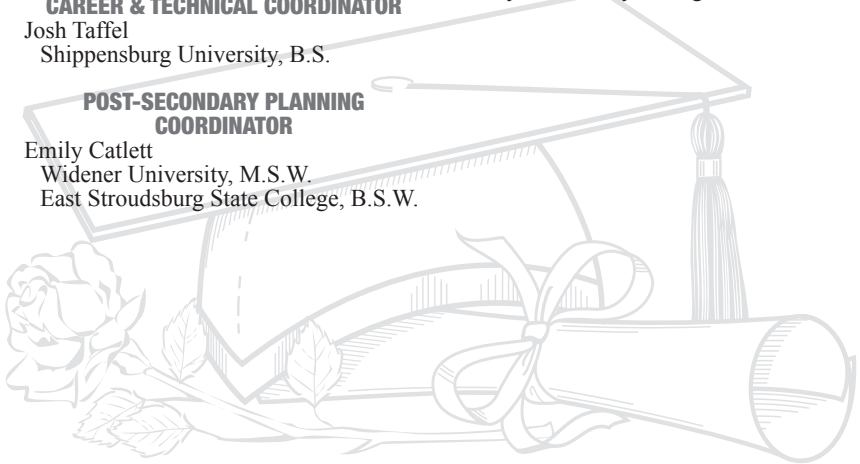 CAREER & TECHNICAL COORDINATOR
Josh Taffel
Shippensburg University, B.S.
POST-SECONDARY PLANNING
COORDINATOR
Emily Catlett
Widener University, M.S.W.
East Stroudsburg State College, B.S.W.